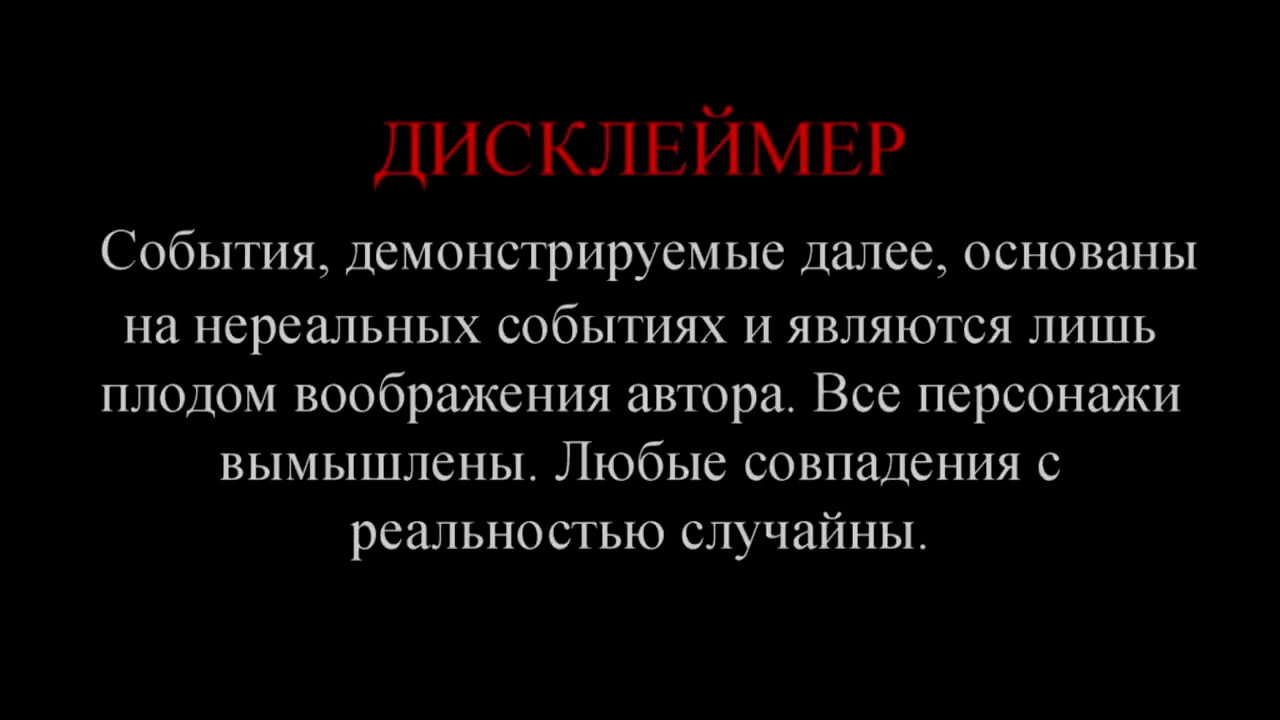 ДИСКЛЕЙМЕР
События, демонстрируемые далее, основаны
на нереальных событиях и являются лишь
плодом воображения автора. Все персонажи
вымышлены. Любые совпадения с
реальностью случайны.